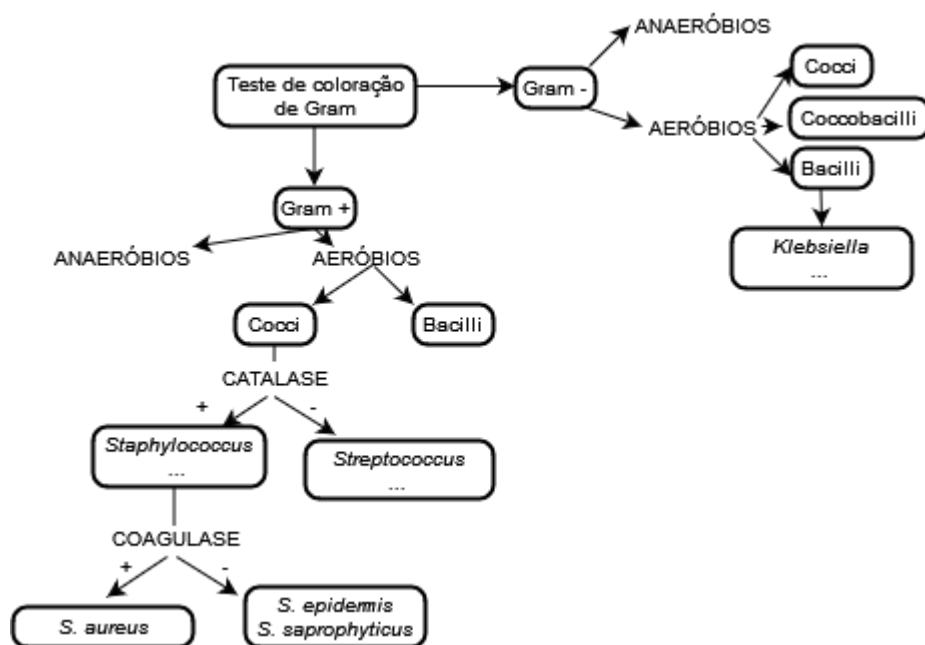 ANAERÓBIOS
Teste de coloração
de Gram
Gram -
Cocci
AERÓBIOS
Coccobacilli
Bacilli
Gram +
Klebsiella
...
ANAERÓBIOS
AERÓBIOS
Cocci
Bacilli
CATALASE
+
-
Staphylococcus
...
Streptococcus
...
COAGULASE
+
-
S. aureus
S. epidermis
S. saprophyticus